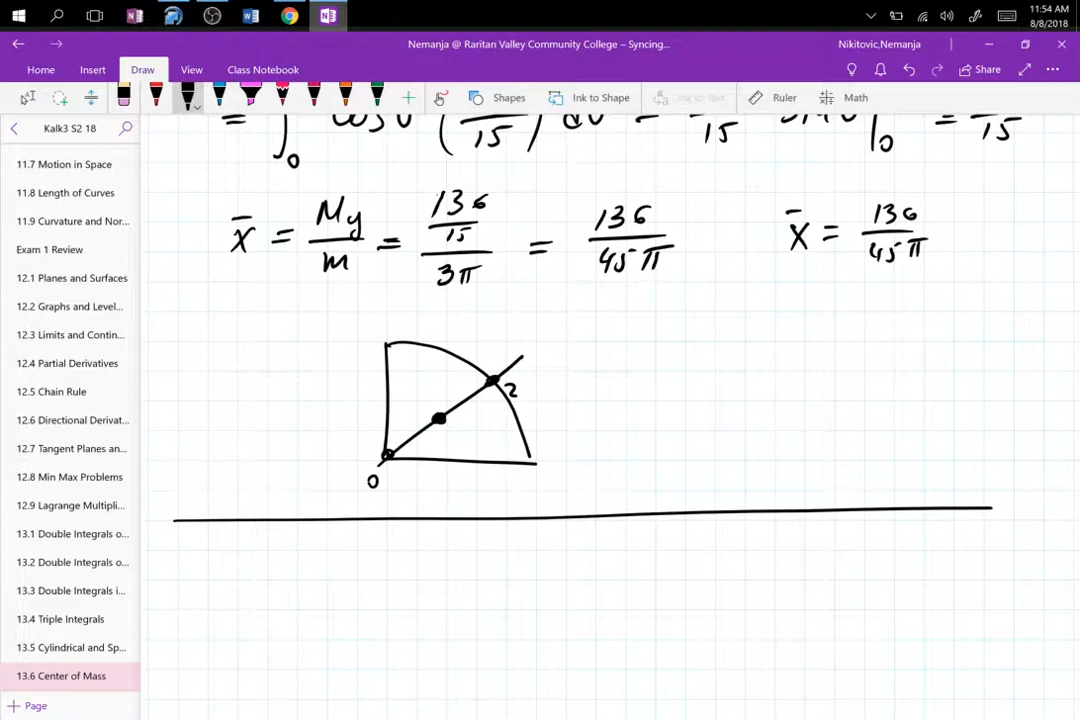 11:54 AM
8/8/2018
Nemanja @ Raritan Valley Community College – Syncing...
Nikitovic,Nemanja
Home Insert Draw View Class Notebook
Share
Shapes Ink to Shape Ink to Text Ruler Math
Kalk3 S2 18
11.7 Motion in Space
11.8 Length of Curves
11.9 Curvature and Nor...
Exam 1 Review
12.1 Planes and Surfaces
12.2 Graphs and Level...
12.3 Limits and Contin...
12.4 Partial Derivatives
12.5 Chain Rule
12.6 Directional Derivat...
12.7 Tangent Planes an...
12.8 Min Max Problems
12.9 Lagrange Multipli...
13.1 Double Integrals o...
13.2 Double Integrals o...
13.3 Double Integrals i...
13.4 Triple Integrals
13.5 Cylindrical and Sp...
13.6 Center of Mass
Page
x̄ = My/m = (136/15)/(3π) = 136/(45π) x̄ = 136/(45π)
2
0